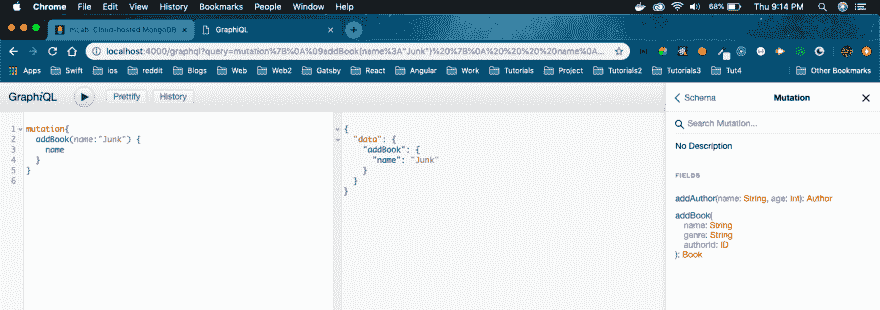 Chrome File Edit View History Bookmarks People Window Help 68% Thu 9:14 PM
mLab: Cloud-hosted MongoDB GraphiQL
localhost:4000/graphql?query=mutation%7B%0A%09addBook(name%3A"Junk")%20%7B%0A%20%20%20%20name%0A...
Apps Swift ios reddit Blogs Web Web2 Gatsby React Angular Work Tutorials Project Tutorials2 Tutorials3 Tut4 Other Bookmarks
GraphiQL Prettify History Schema Mutation
Search Mutation...
1 mutation{
2 addBook(name:"Junk") {
3 name
4 }
5 }
6
{
"data": {
"addBook": {
"name": "Junk"
}
}
}
No Description
FIELDS
addAuthor(name: String, age: Int): Author
addBook(
name: String
genre: String
authorId: ID
): Book